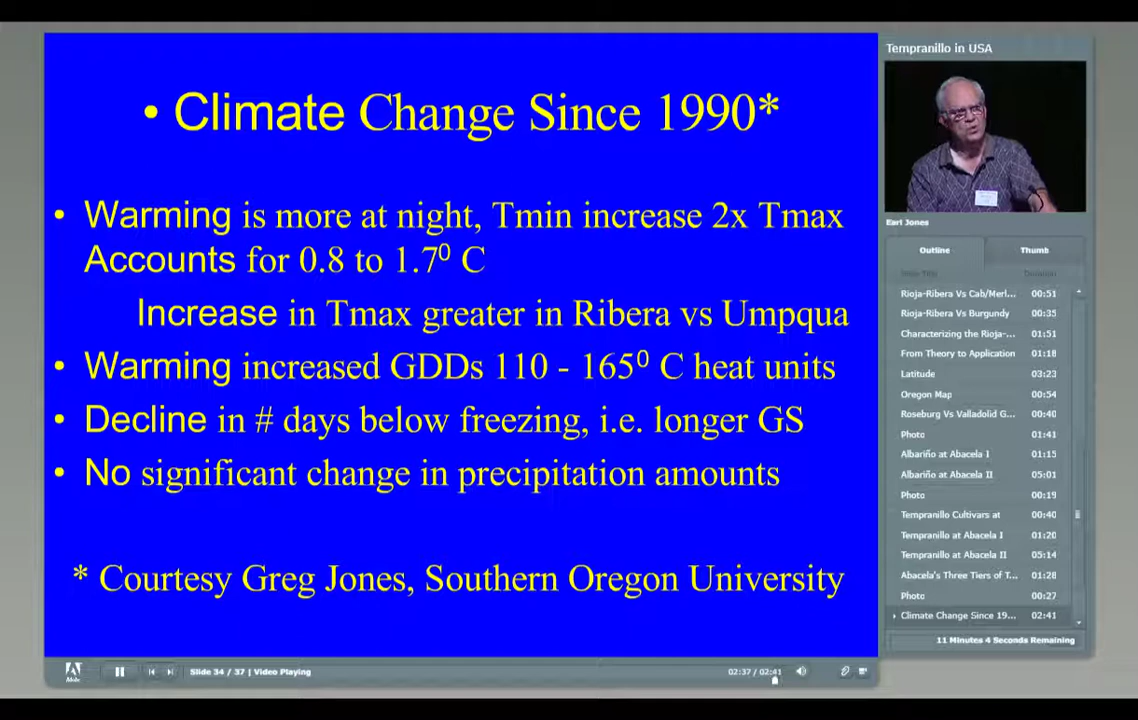 • Climate Change Since 1990*
• Warming is more at night, Tmin increase 2x Tmax
Accounts for 0.8 to 1.7⁰ C
Increase in Tmax greater in Ribera vs Umpqua
• Warming increased GDDs 110 - 165⁰ C heat units
• Decline in # days below freezing, i.e. longer GS
• No significant change in precipitation amounts
* Courtesy Greg Jones, Southern Oregon University
Tempranillo in USA
Earl Jones
Outline Thumb
Slide Title Duration
Rioja-Ribera Vs Cab/Merl... 00:51
Rioja-Ribera Vs Burgundy 00:35
Characterizing the Rioja-... 01:51
From Theory to Application 01:18
Latitude 03:23
Oregon Map 00:54
Roseburg Vs Valladolid G... 00:40
Photo 01:41
Albariño at Abacela I 01:15
Albariño at Abacela II 05:01
Photo 00:19
Tempranillo Cultivars at 00:40
Tempranillo at Abacela I 01:20
Tempranillo at Abacela II 05:14
Abacela's Three Tiers of T... 01:28
Photo 00:27
Climate Change Since 19... 02:41
11 Minutes 4 Seconds Remaining
Adobe
Slide 34 / 37 | Video Playing
02:37 / 02:41